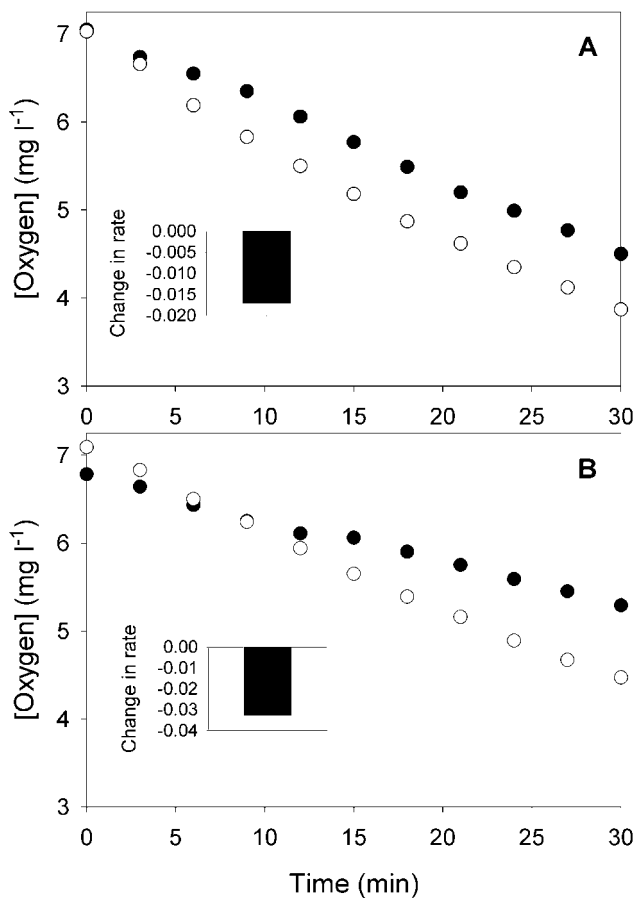 A
[Oxygen] (mg l-1)
7
6
5
4
3
Change in rate
0.000
-0.005
-0.010
-0.015
-0.020
0 5 10 15 20 25 30
B
[Oxygen] (mg l-1)
7
6
5
4
3
Change in rate
0.00
-0.01
-0.02
-0.03
-0.04
0 5 10 15 20 25 30
Time (min)